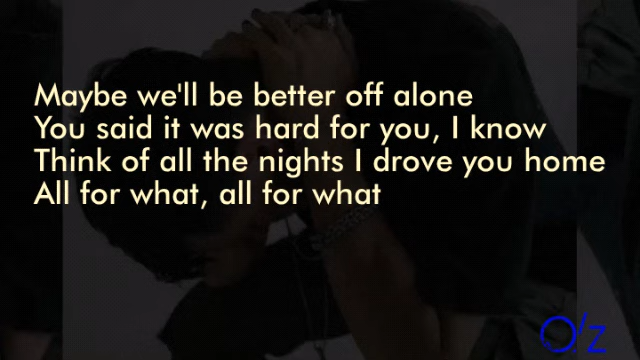 Maybe we'll be better off alone
You said it was hard for you, I know
Think of all the nights I drove you home
All for what, all for what
O'z